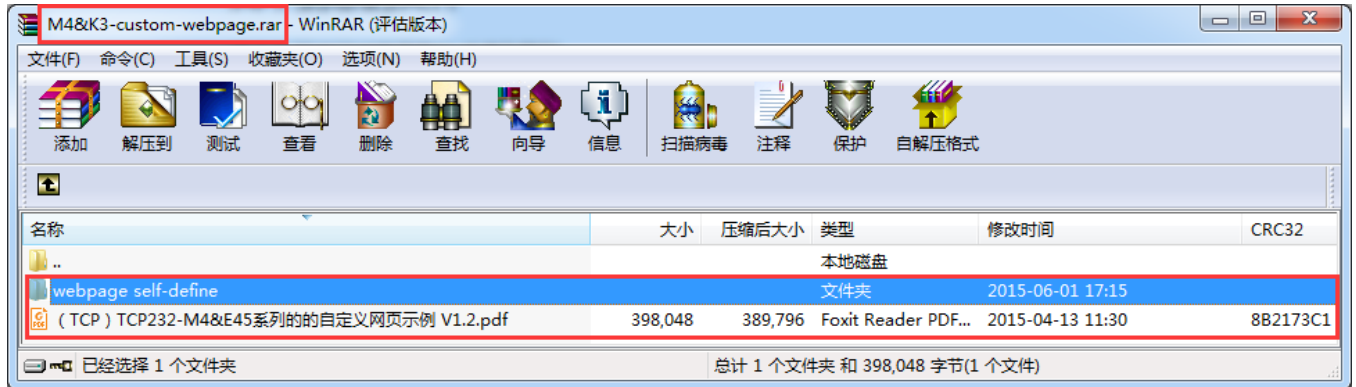 M4&K3-custom-webpage.rar - WinRAR (评估版本)
文件(F) 命令(C) 工具(S) 收藏夹(O) 选项(N) 帮助(H)
添加 解压到 测试 查看 删除 查找 向导 信息 扫描病毒 注释 保护 自解压格式
名称 大小 压缩后大小 类型 修改时间 CRC32
.. 本地磁盘
webpage self-define 文件夹 2015-06-01 17:15
（TCP）TCP232-M4&E45系列的的自定义网页示例 V1.2.pdf 398,048 389,796 Foxit Reader PDF... 2015-04-13 11:30 8B2173C1
已经选择 1 个文件夹 总计 1 个文件夹 和 398,048 字节(1 个文件)